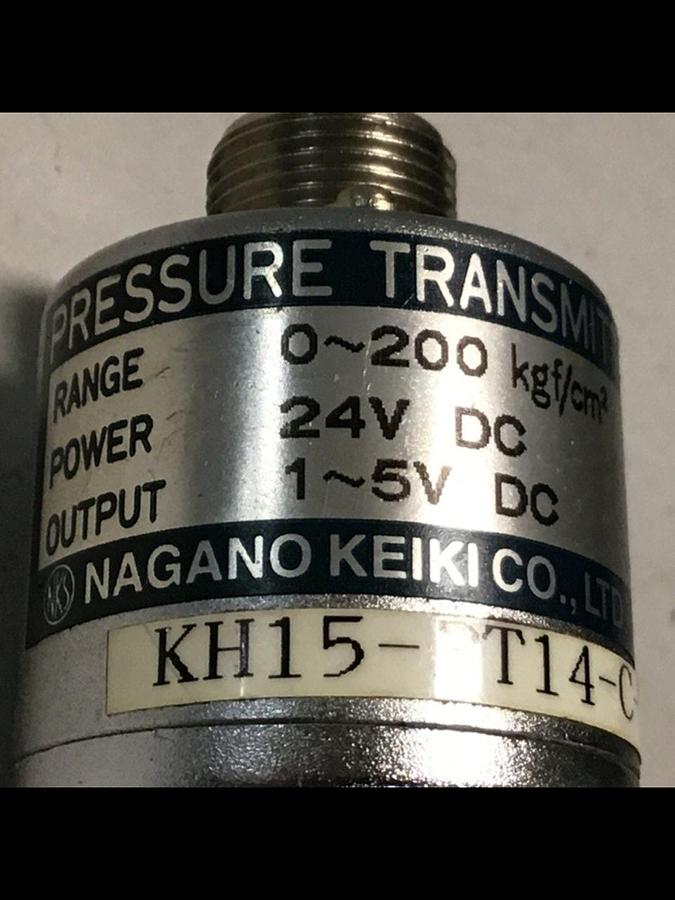 PRESSURE TRANSMIT
RANGE 0~200 kgf/cm²
POWER 24V DC
OUTPUT 1~5V DC
NKS NAGANO KEIKI CO., LTD
KH15- T14-C